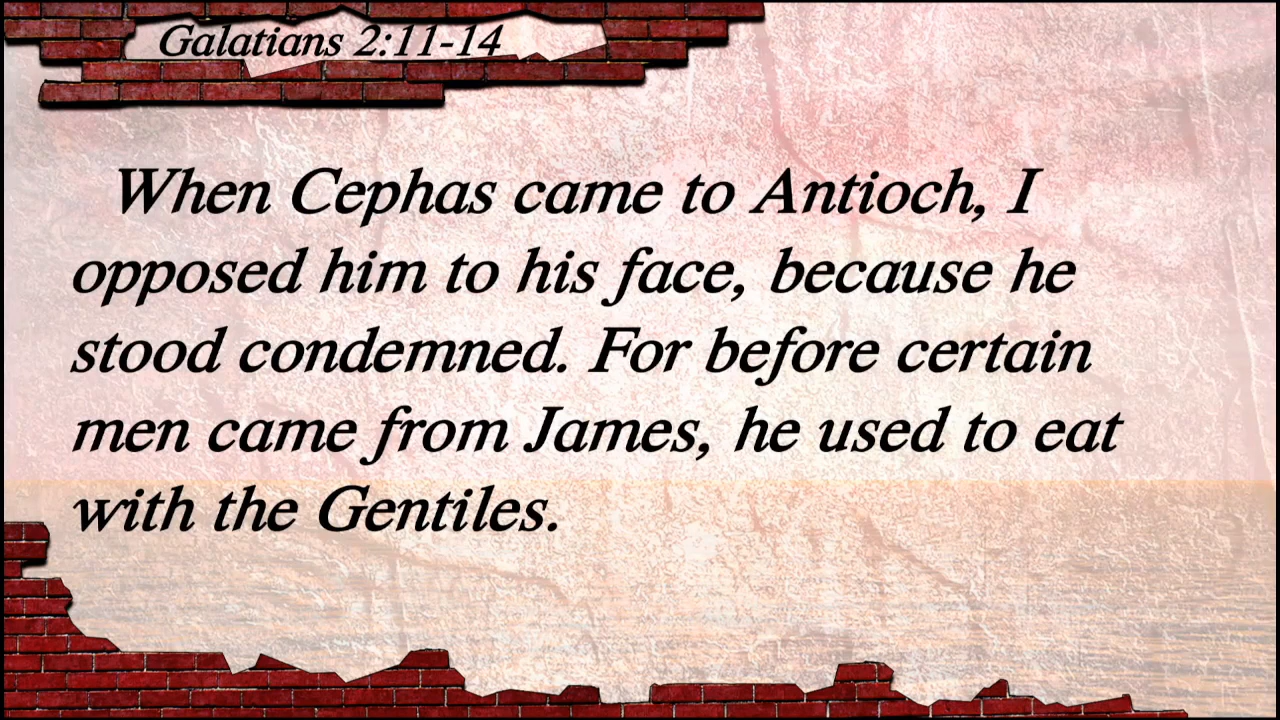 Galatians 2:11-14
When Cephas came to Antioch, I
opposed him to his face, because he
stood condemned. For before certain
men came from James, he used to eat
with the Gentiles.